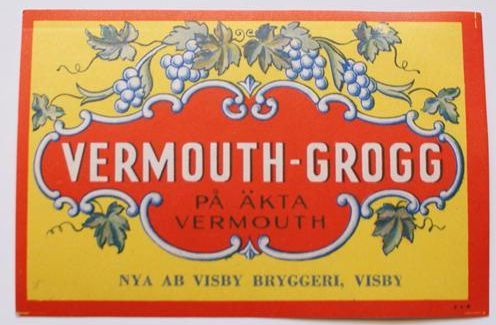 VERMOUTH-GROGG
PÅ ÄKTA
VERMOUTH
NYA AB VISBY BRYGGERI, VISBY